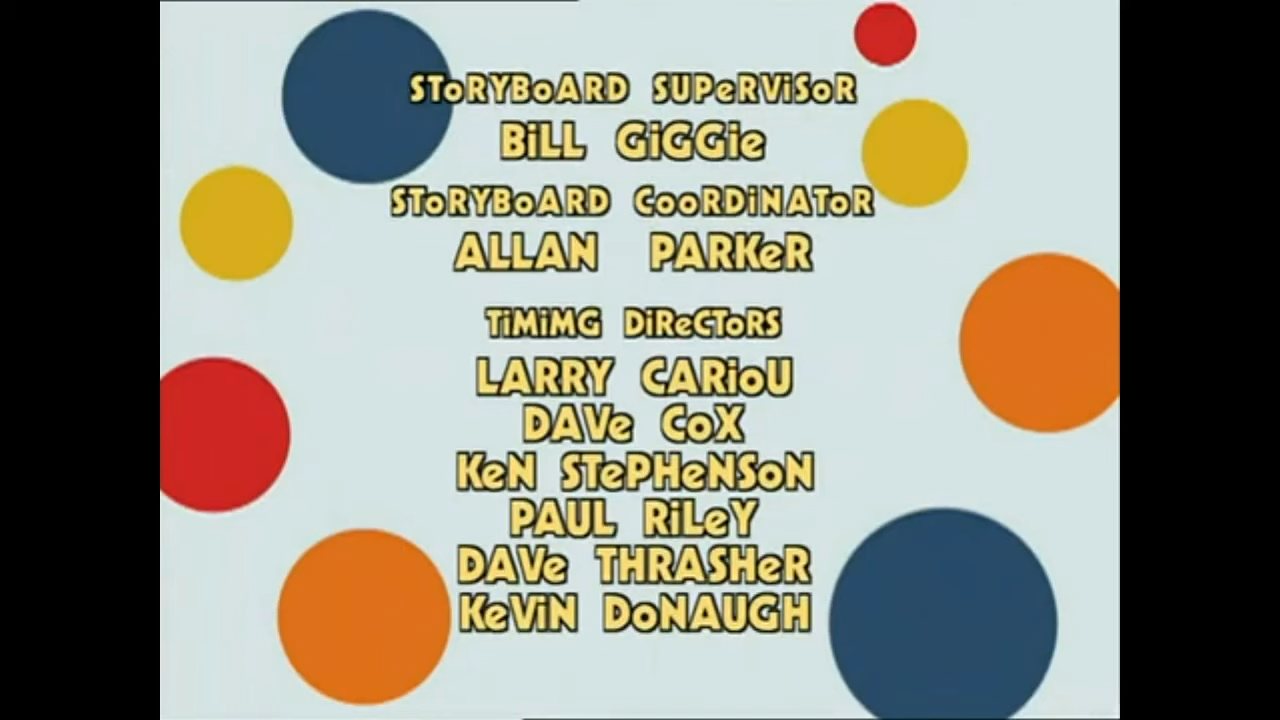 SToRYBoARD SUPeRViSoR
BiLL GiGGie
SToRYBoARD CooRDiNAToR
ALLAN PARKeR
TiMiMG DiReCToRS
LARRY CARioU
DAVe CoX
KeN STePHeNSoN
PAUL RiLeY
DAVe THRASHeR
KeViN DoNAUGH